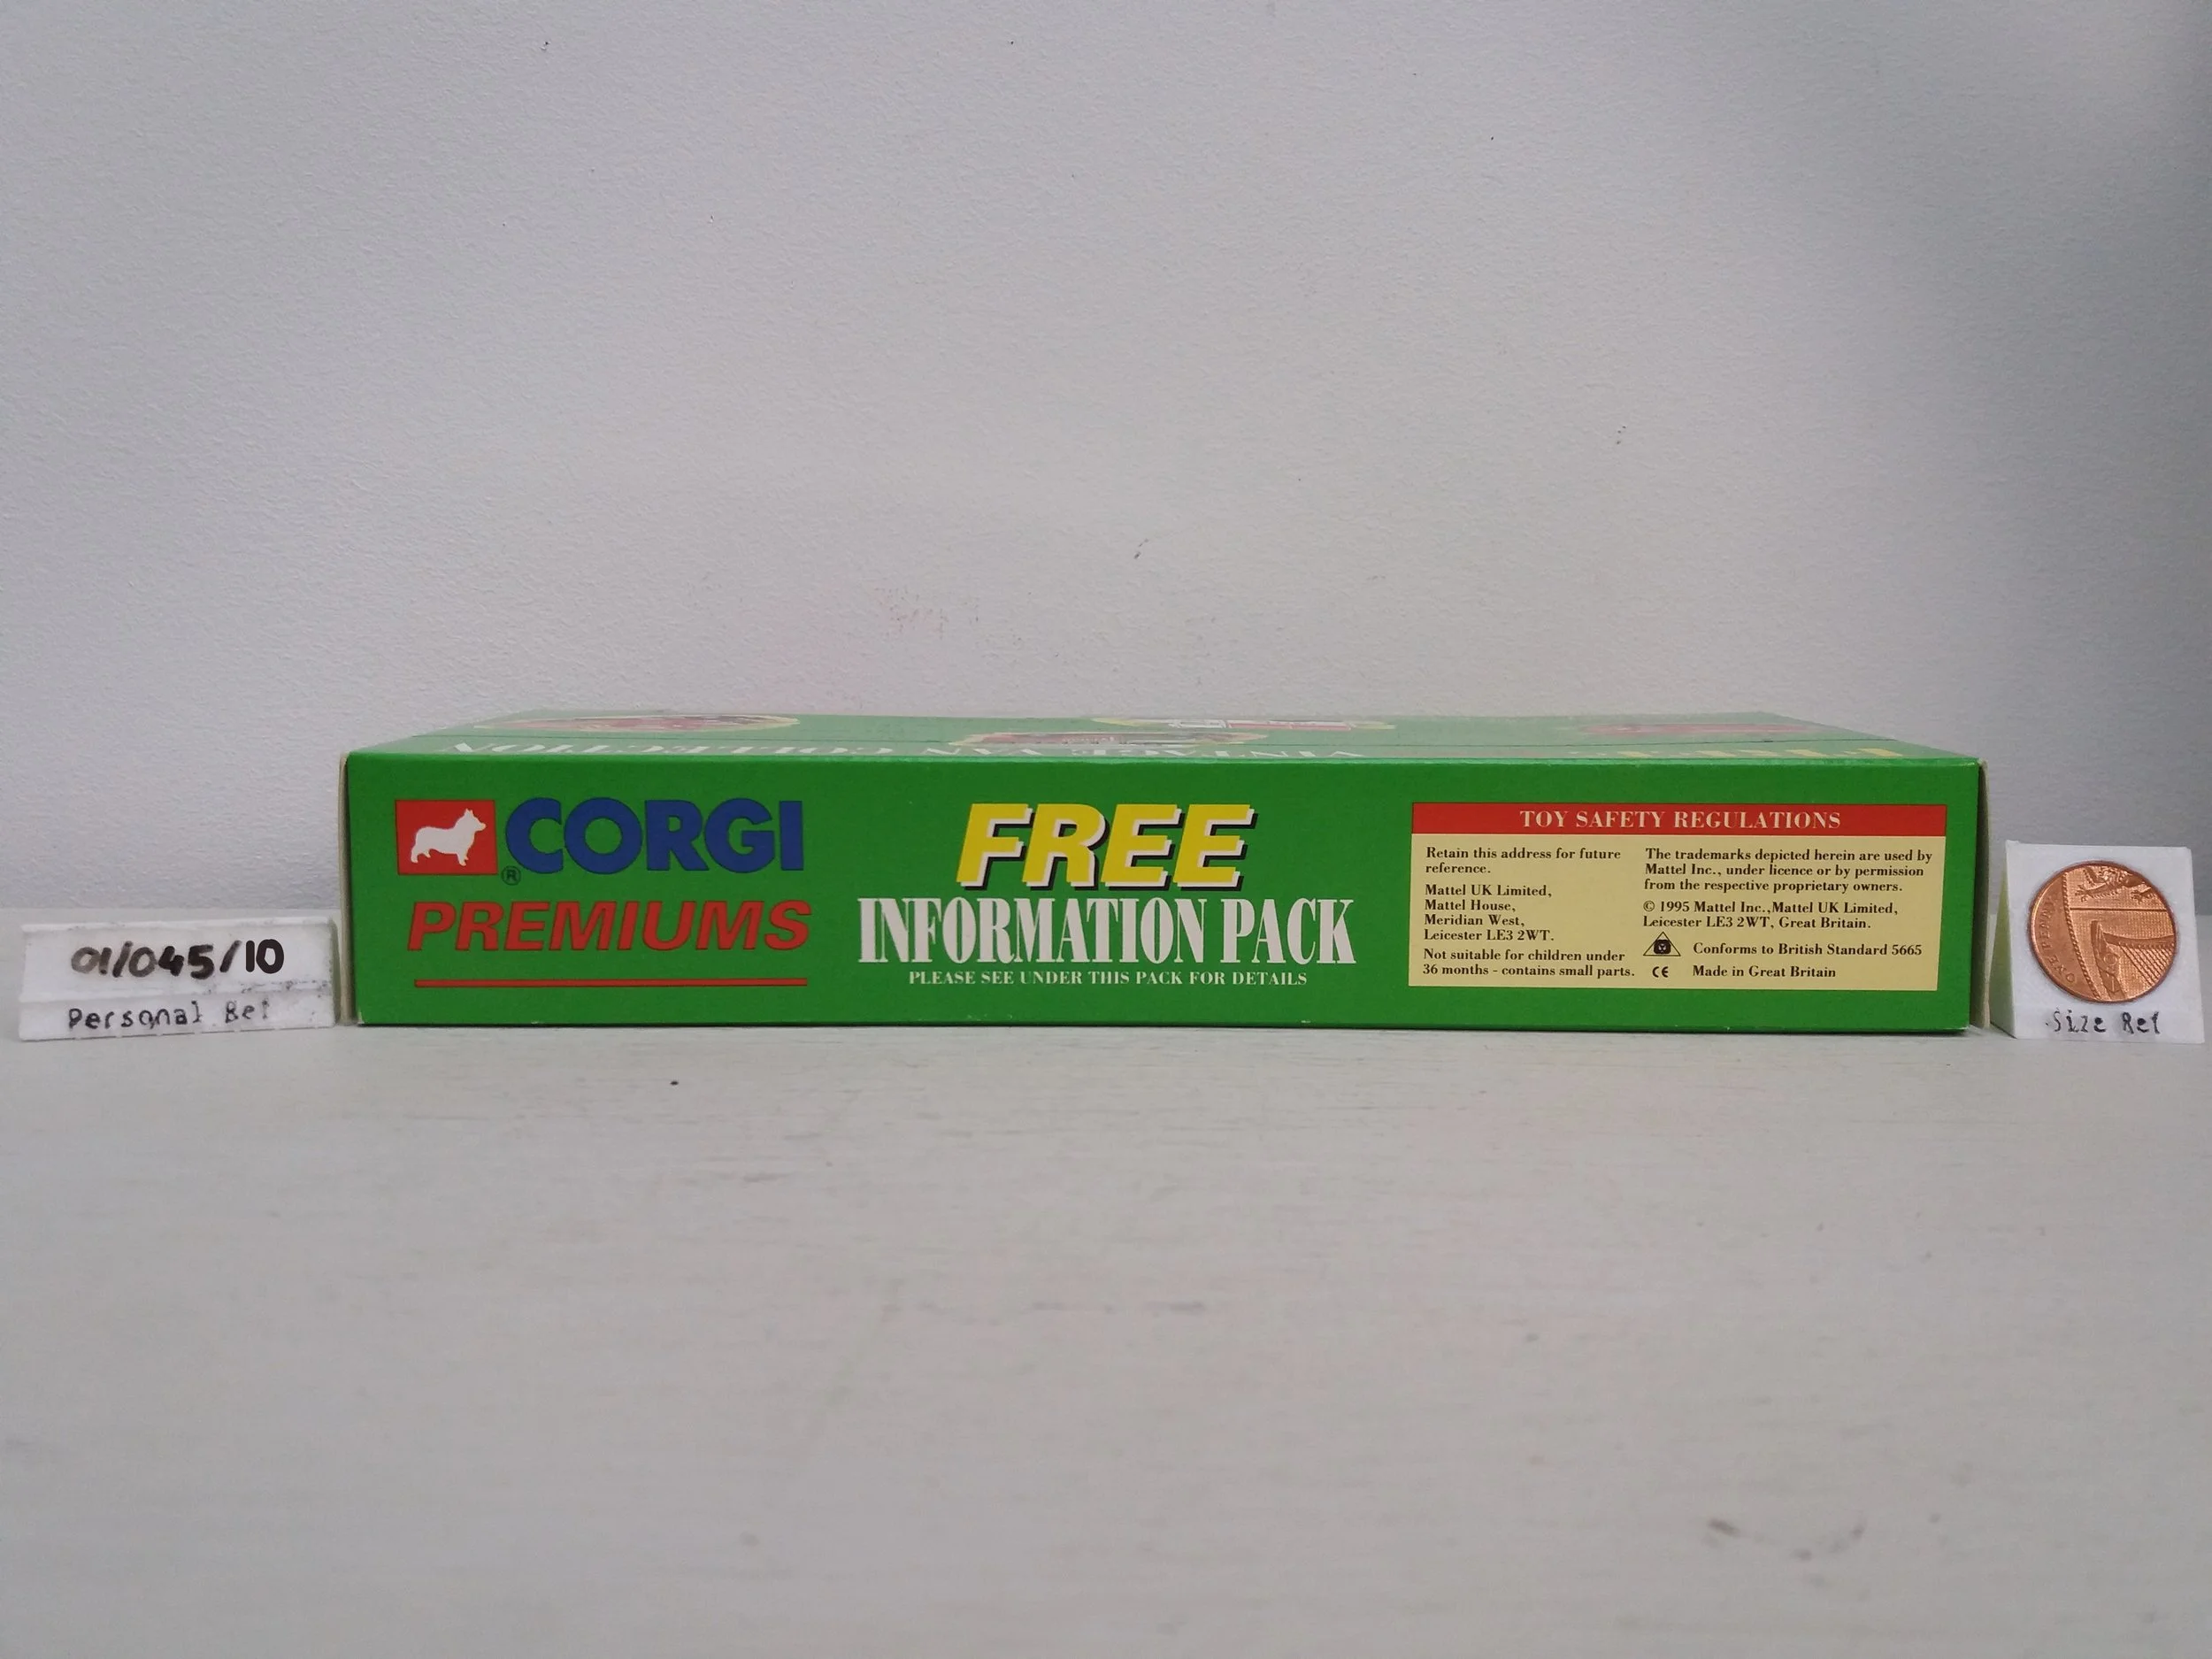 VINTAGE VAN COLLECTION
CORGI
®
PREMIUMS
FREE
INFORMATION PACK
PLEASE SEE UNDER THIS PACK FOR DETAILS
TOY SAFETY REGULATIONS
Retain this address for future
reference.
Mattel UK Limited,
Mattel House,
Meridian West,
Leicester LE3 2WT.
Not suitable for children under
36 months - contains small parts.
The trademarks depicted herein are used by
Mattel Inc., under licence or by permission
from the respective proprietary owners.
© 1995 Mattel Inc.,Mattel UK Limited,
Leicester LE3 2WT, Great Britain.
Conforms to British Standard 5665
CE Made in Great Britain
01/045/10
Personal Ref
Size Ref